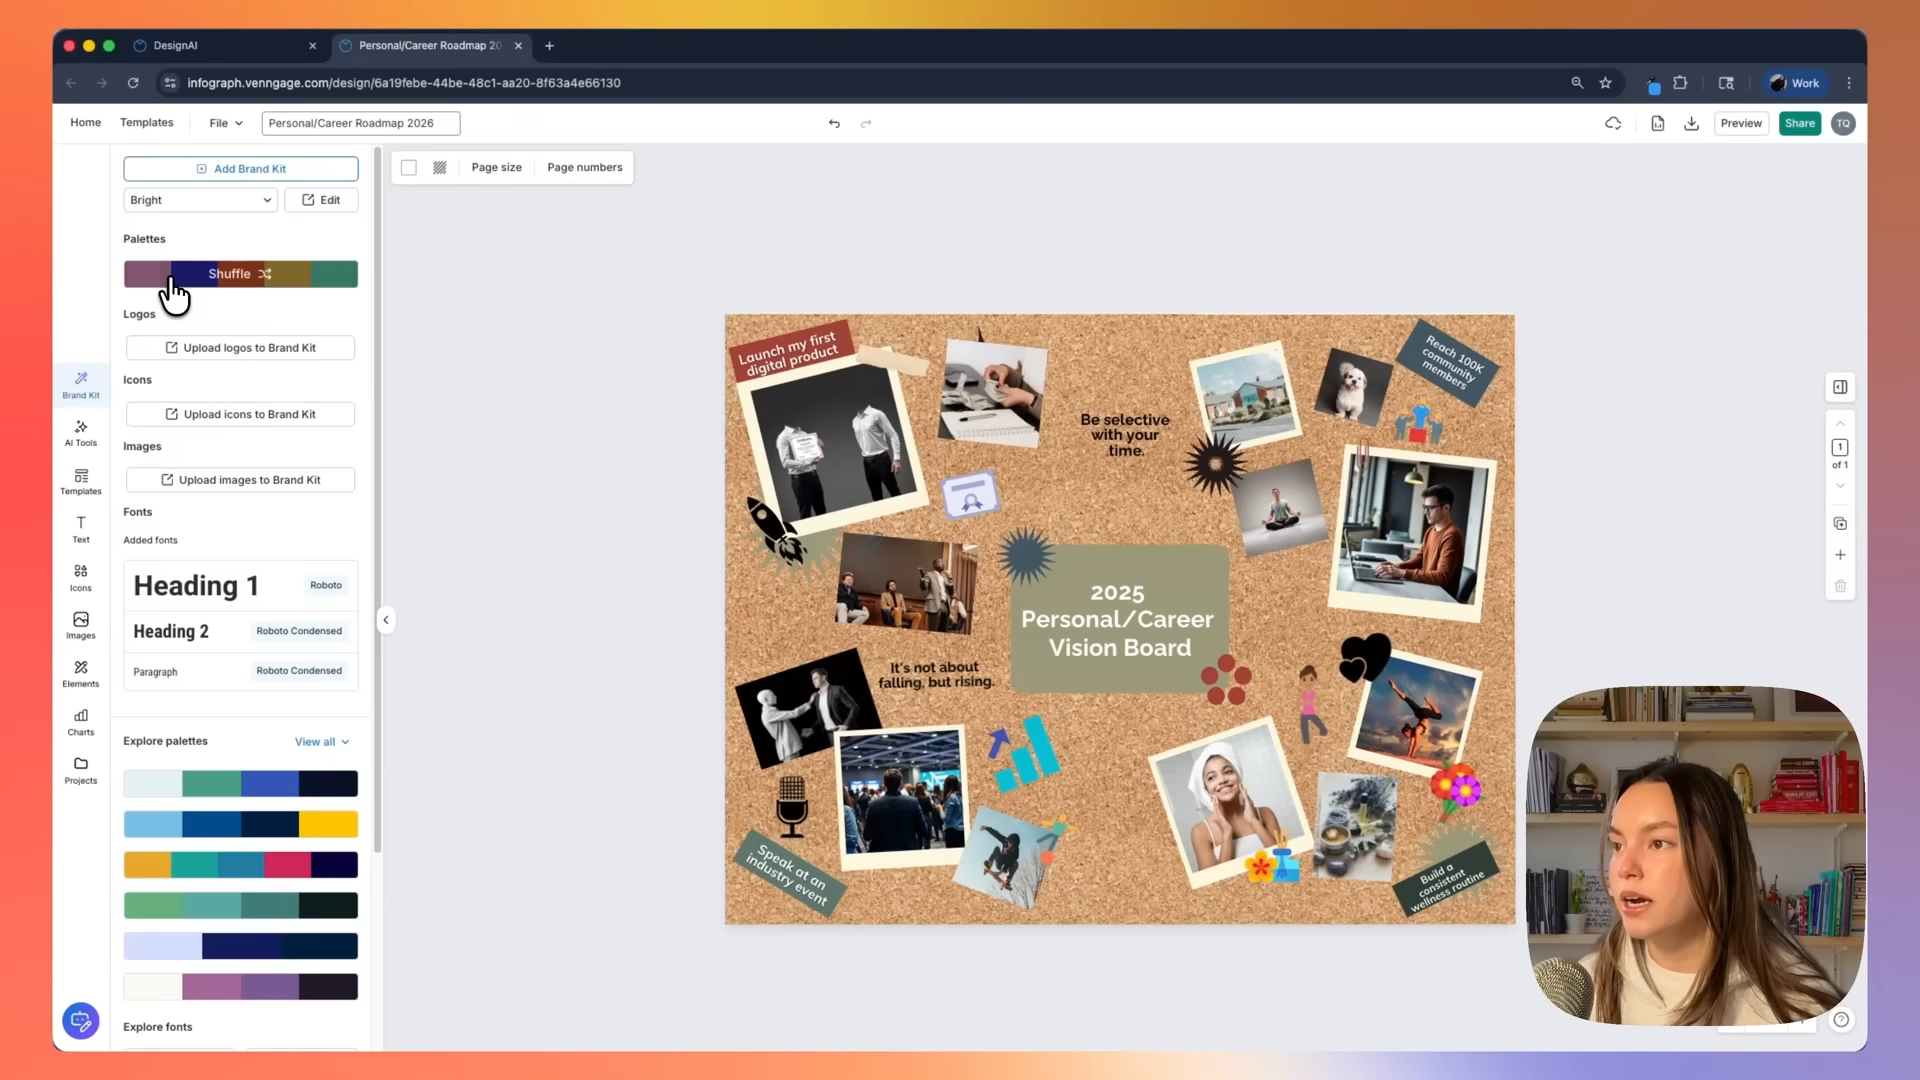 DesignAI
Personal/Career Roadmap 20
infograph.venngage.com/design/6a19febe-44be-48c1-aa20-8f63a4e66130
Work
Home
Templates
File
Personal/Career Roadmap 2026
Preview
Share
TQ
Add Brand Kit
Bright
Edit
Palettes
Shuffle
Logos
Upload logos to Brand Kit
Icons
Upload icons to Brand Kit
Images
Upload images to Brand Kit
Fonts
Added fonts
Heading 1
Roboto
Heading 2
Roboto Condensed
Paragraph
Roboto Condensed
Explore palettes
View all
Explore fonts
Brand Kit
AI Tools
Templates
Text
Icons
Images
Elements
Charts
Projects
Page size
Page numbers
Launch my first
digital product
Be selective
with your
time.
Reach 100K
community
members
2025
Personal/Career
Vision Board
It's not about
falling, but rising.
Speak at an
industry event
Build a
consistent
wellness routine
1
of 1